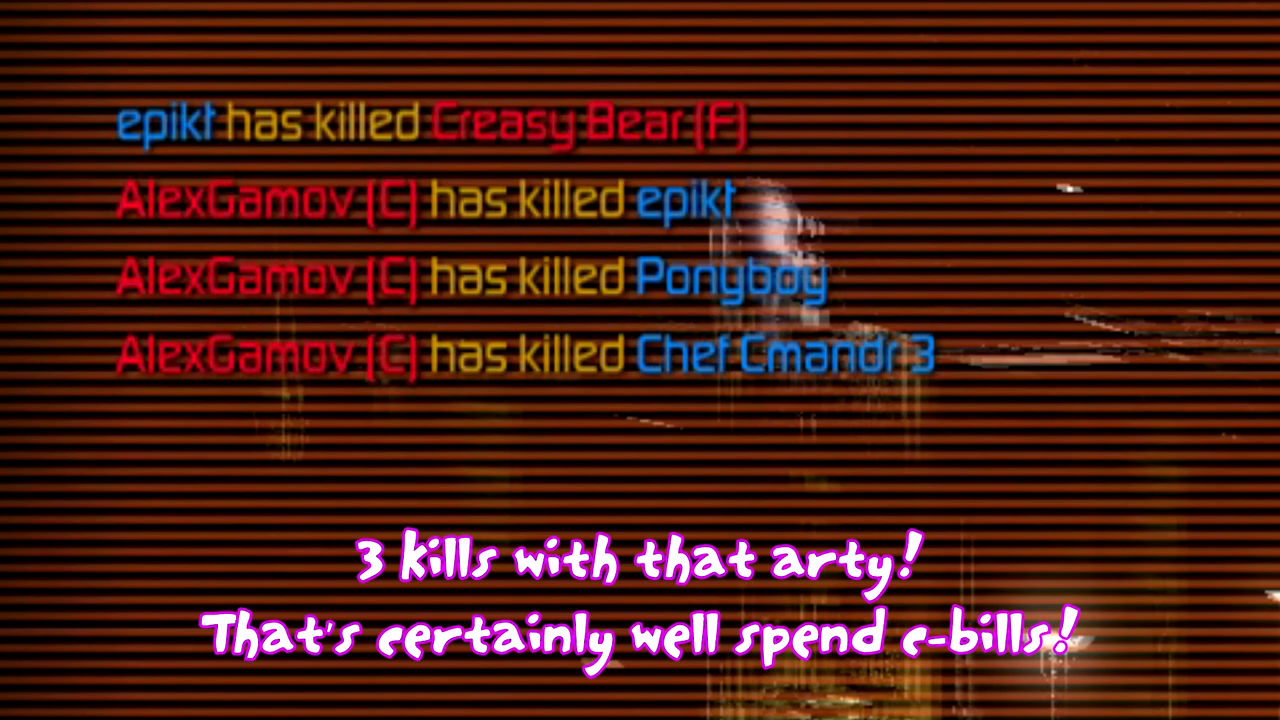 epikt has killed Creasy Bear (F)
AlexGamov (C) has killed epikt
AlexGamov (C) has killed Ponyboy
AlexGamov (C) has killed Chef Cmandr 3
3 kills with that arty!
That's certainly well spend e-bills!